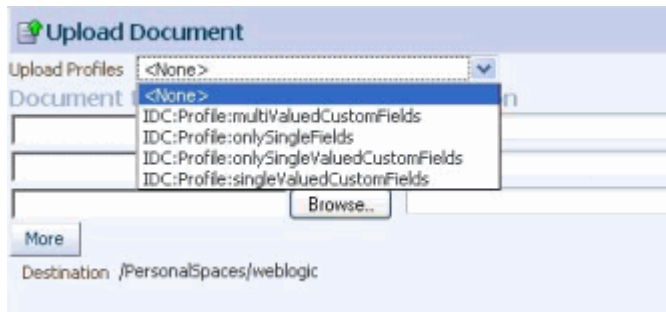 Upload Document
Upload Profiles <None>
Document t n
<None>
IDC:Profile:multiValuedCustomFields
IDC:Profile:onlySingleFields
IDC:Profile:onlySingleValuedCustomFields
IDC:Profile:singleValuedCustomFields
Browse..
More
Destination /PersonalSpaces/weblogic